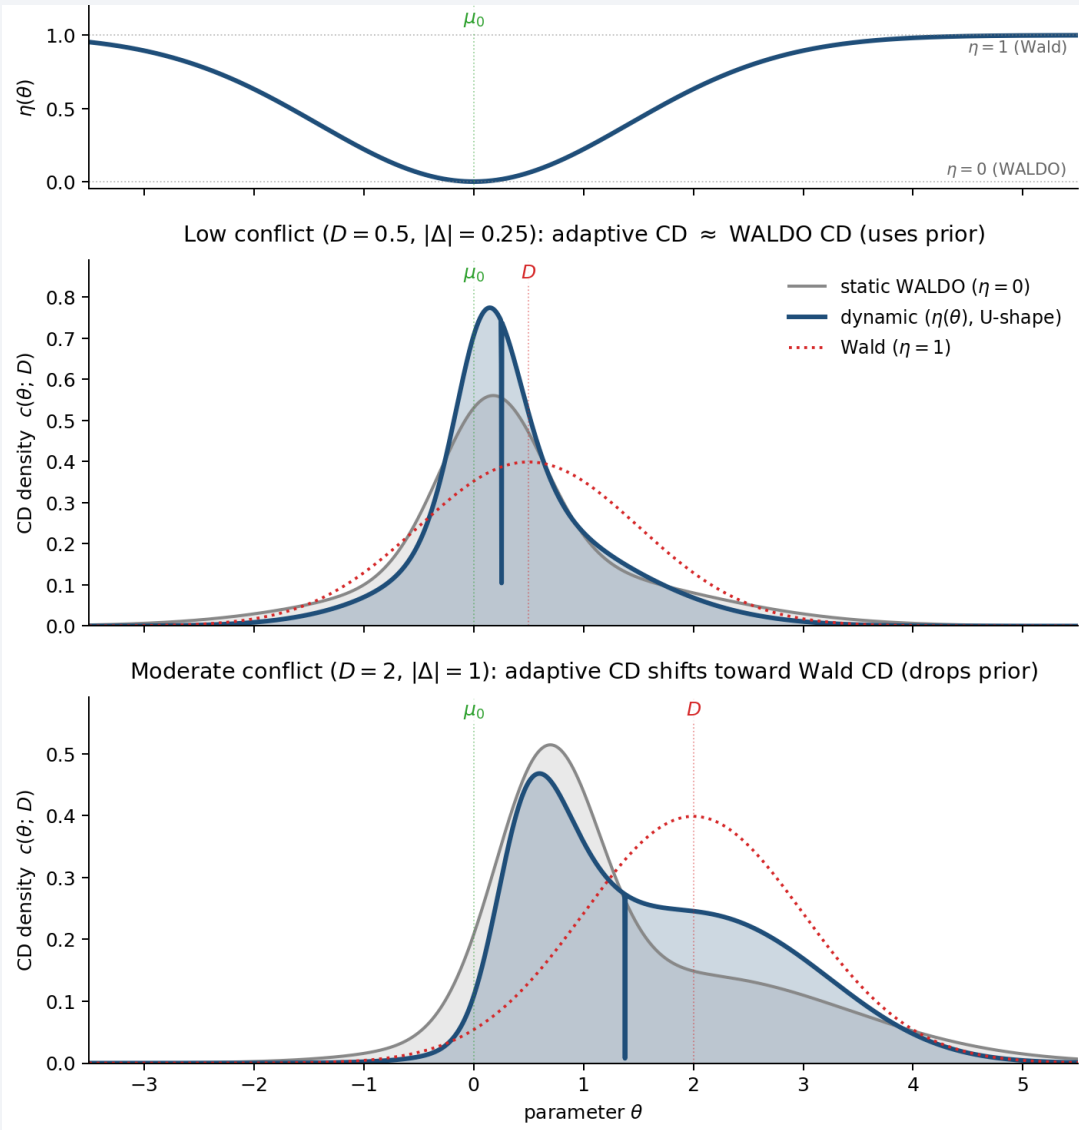 μ₀
1.0
η = 1 (Wald)
η(θ)
0.5
η = 0 (WALDO)
0.0
Low conflict (D = 0.5, |Δ| = 0.25): adaptive CD ≈ WALDO CD (uses prior)
μ₀ D
static WALDO (η = 0)
dynamic (η(θ), U-shape)
Wald (η = 1)
CD density c(θ; D)
0.8
0.7
0.6
0.5
0.4
0.3
0.2
0.1
0.0
Moderate conflict (D = 2, |Δ| = 1): adaptive CD shifts toward Wald CD (drops prior)
μ₀ D
CD density c(θ; D)
0.5
0.4
0.3
0.2
0.1
0.0
−3 −2 −1 0 1 2 3 4 5
parameter θ